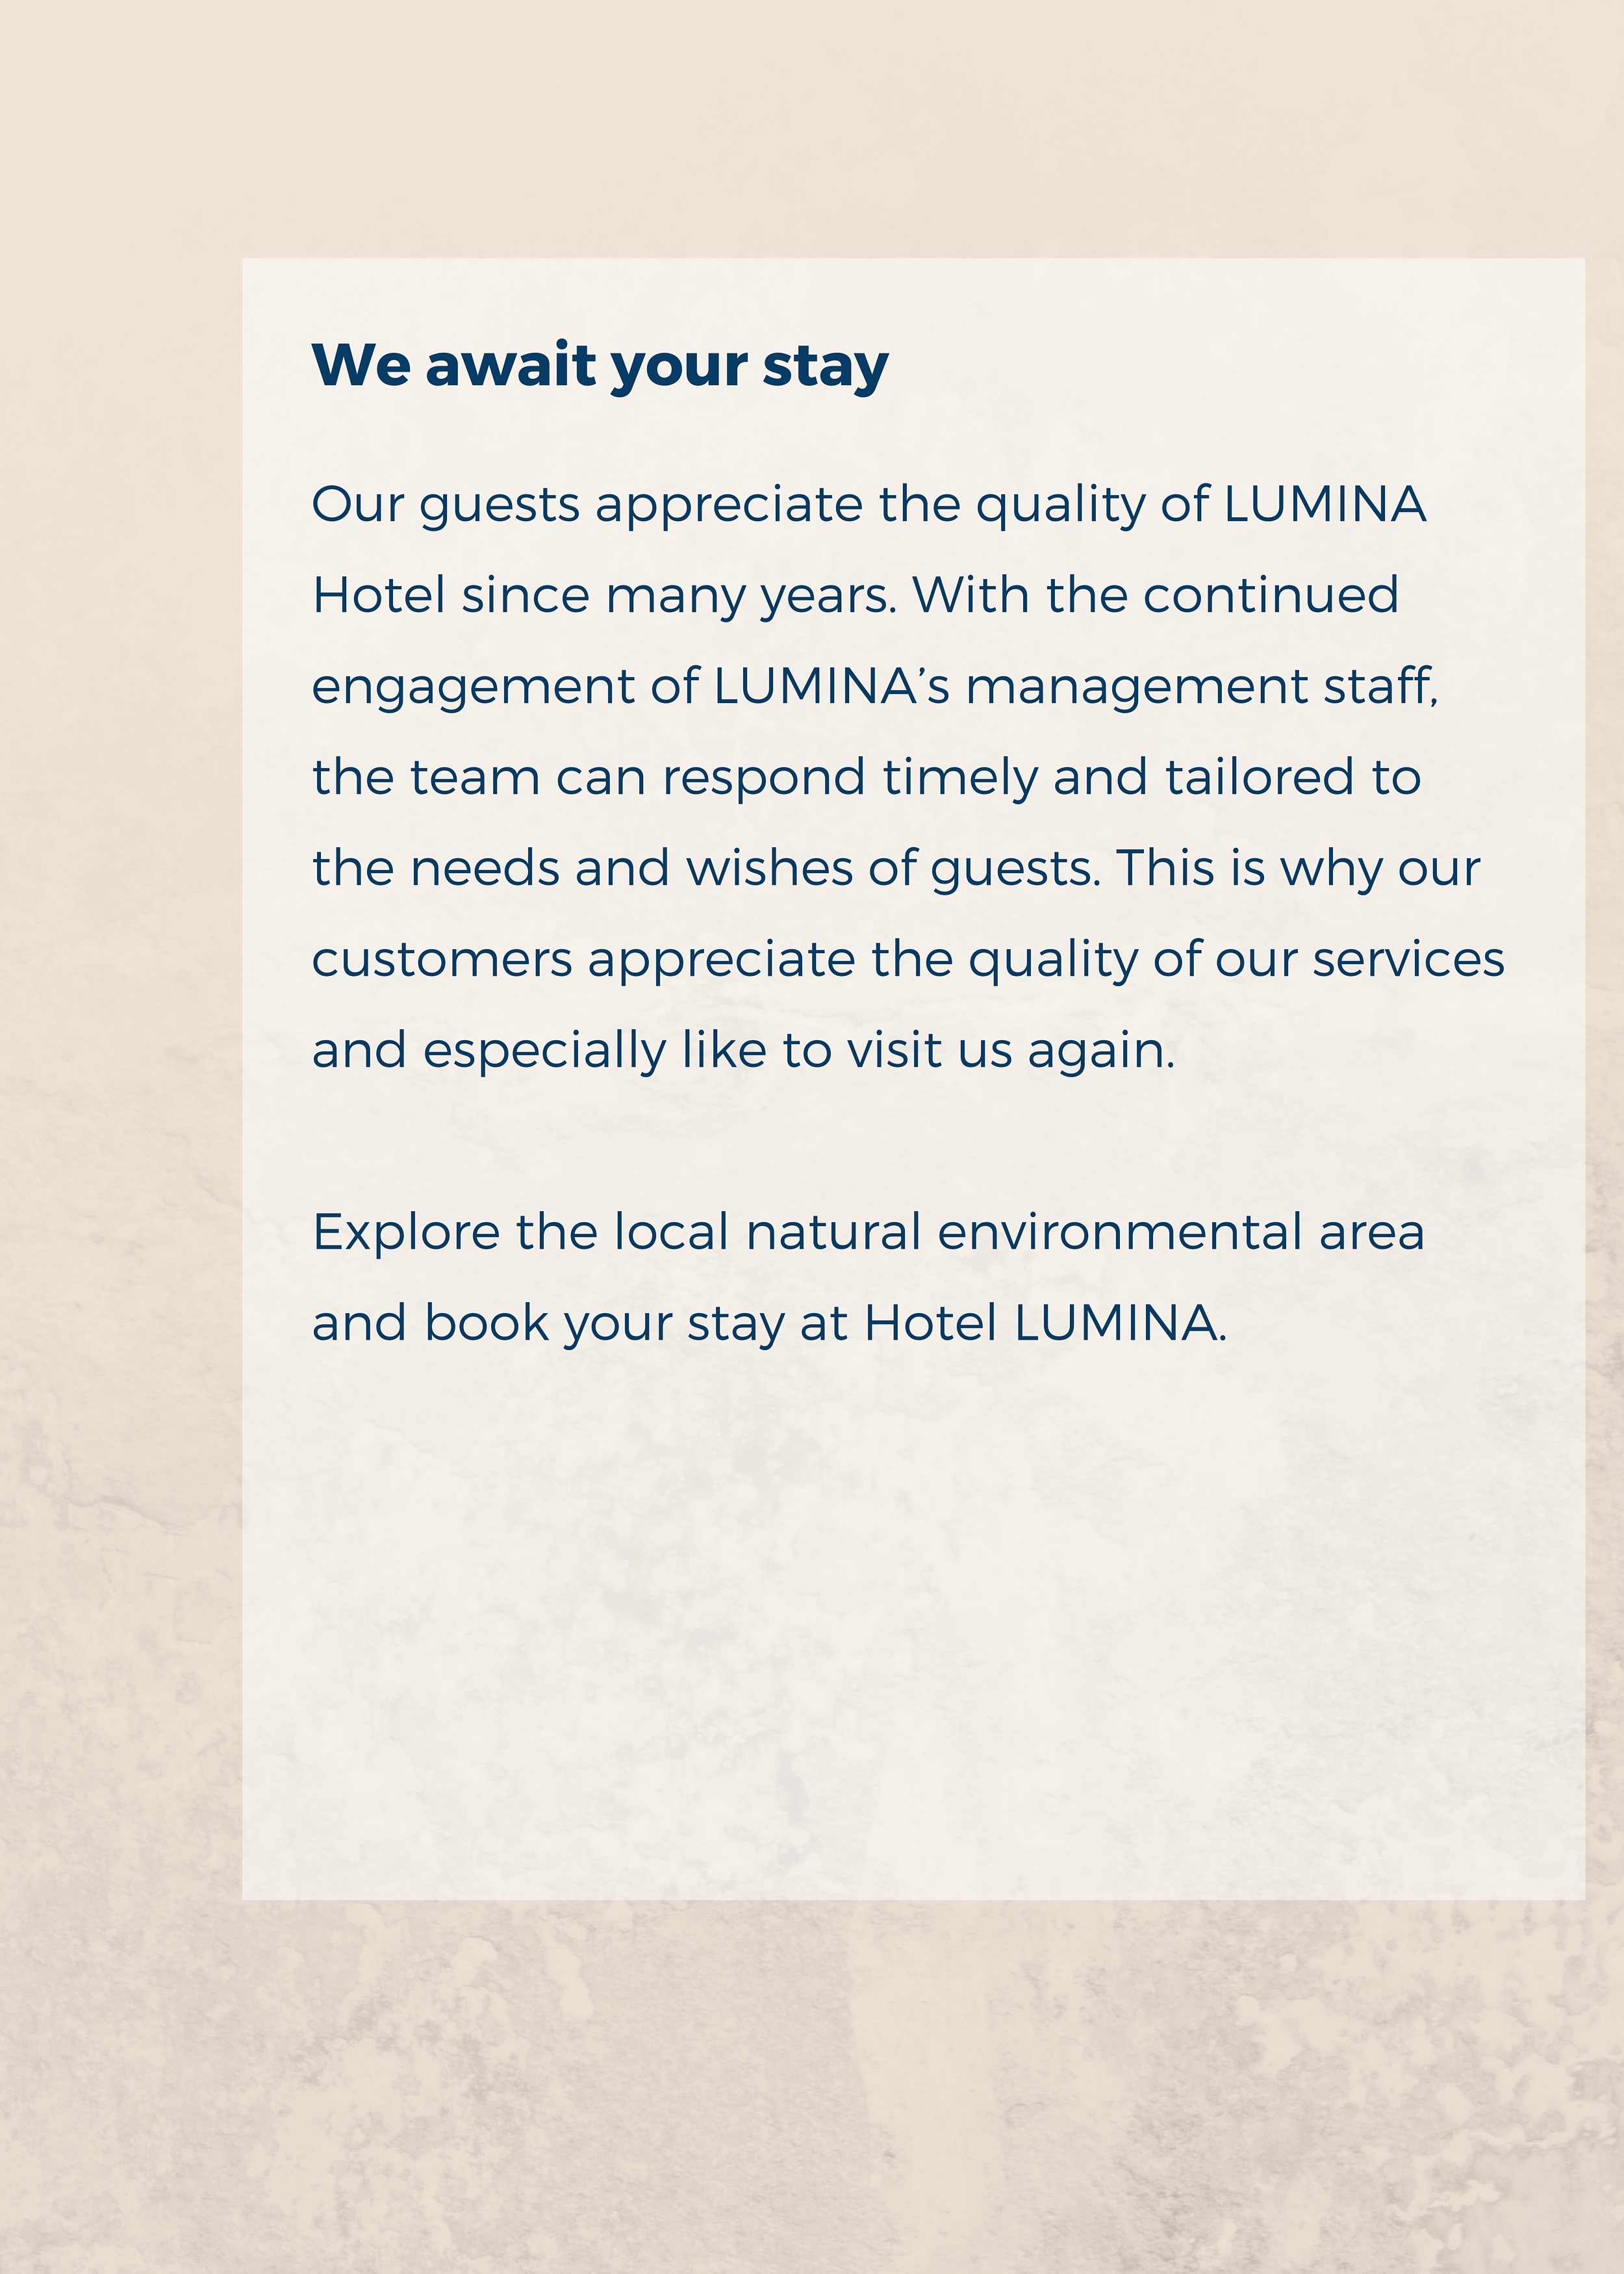 We await your stay
Our guests appreciate the quality of LUMINA
Hotel since many years. With the continued
engagement of LUMINA’s management staff,
the team can respond timely and tailored to
the needs and wishes of guests. This is why our
customers appreciate the quality of our services
and especially like to visit us again.
Explore the local natural environmental area
and book your stay at Hotel LUMINA.